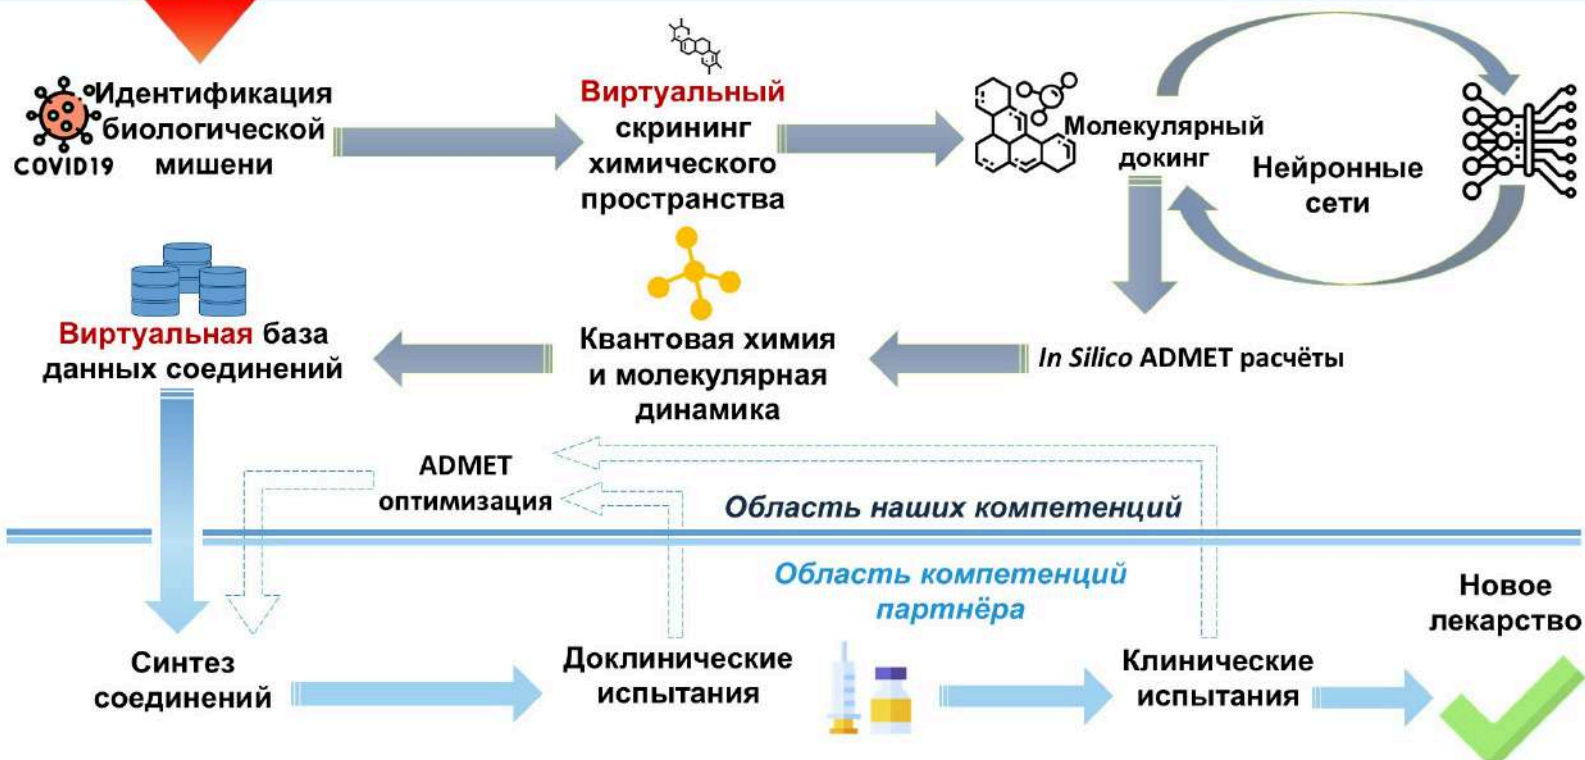 COVID19
Идентификация
биологической
мишени
Виртуальный
скрининг
химического
пространства
Молекулярный
докинг
Нейронные
сети
Виртуальная база
данных соединений
Квантовая химия
и молекулярная
динамика
In Silico ADMET расчёты
ADMET
оптимизация
Область наших компетенций
Область компетенций
партнёра
Синтез
соединений
Доклинические
испытания
Клинические
испытания
Новое
лекарство